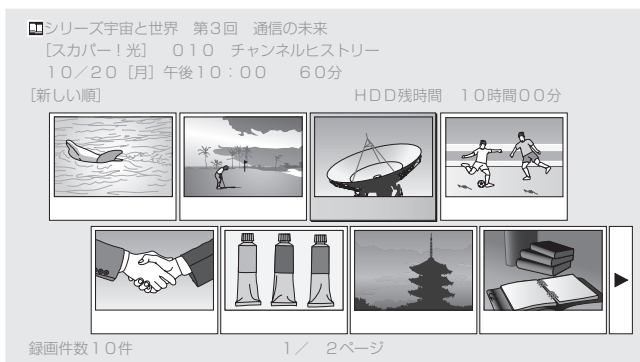 シリーズ宇宙と世界 第3回 通信の未来
[スカパー！光] 010 チャンネルヒストリー
10／20［月］午後10：00 60分
[新しい順] HDD残時間 10時間00分
録画件数10件 1／ 2ページ